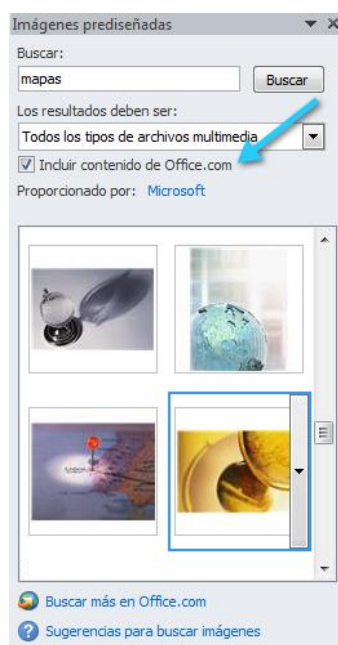 Imágenes prediseñadas
Buscar:
mapas
Buscar
Los resultados deben ser:
Todos los tipos de archivos multimedia
Incluir contenido de Office.com
Proporcionado por: Microsoft
Buscar más en Office.com
Sugerencias para buscar imágenes